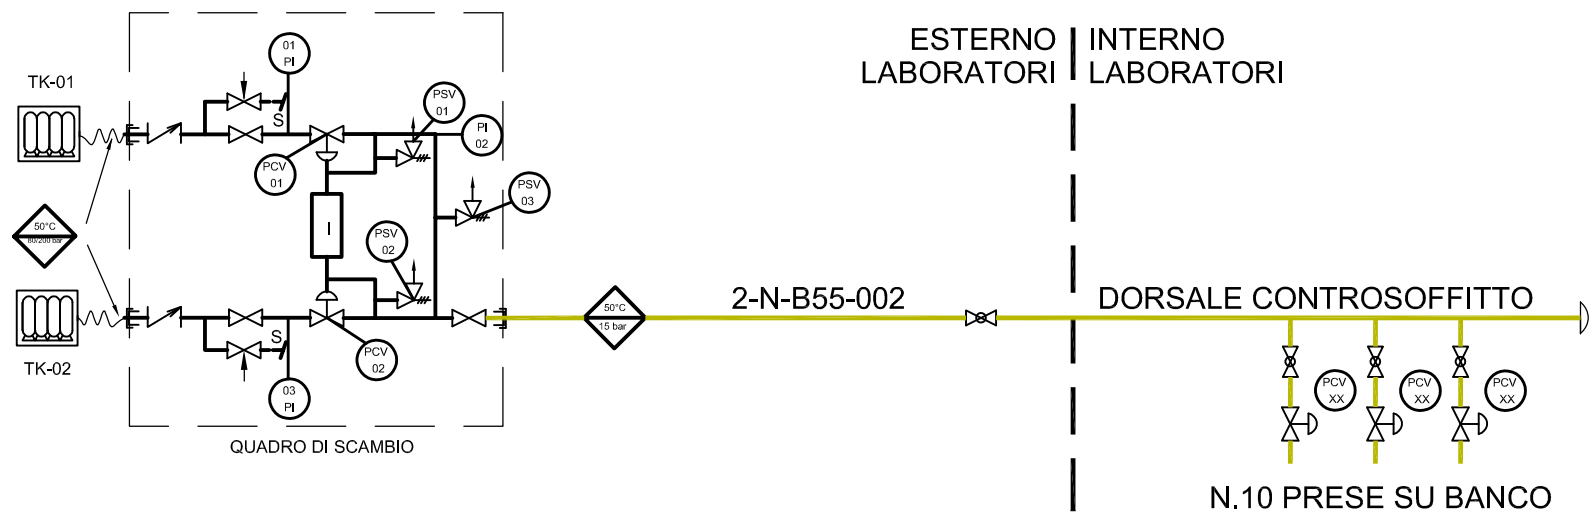 ESTERNO
LABORATORI
INTERNO
LABORATORI
TK-01
01
PI
S
PSV
01
PI
02
PCV
01
PSV
03
50°C
80/200 bar
I
PSV
02
2-N-B55-002
DORSALE CONTROSOFFITTO
50°C
15 bar
S
TK-02
PCV
02
03
PI
PCV
XX
PCV
XX
PCV
XX
QUADRO DI SCAMBIO
N.10 PRESE SU BANCO